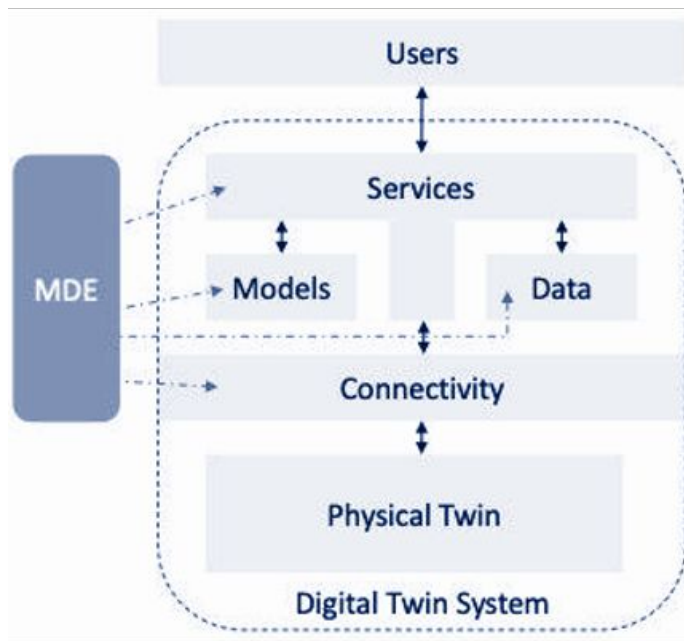 Users
Services
MDE
Models
Data
Connectivity
Physical Twin
Digital Twin System